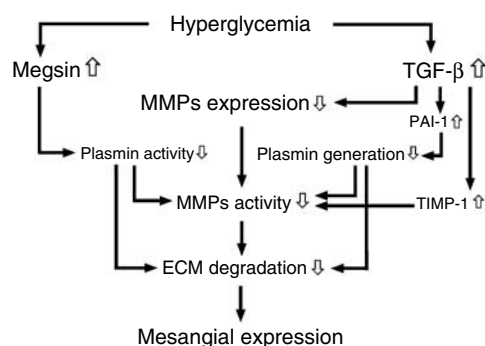 Hyperglycemia
Megsin ⇧
TGF-β ⇧
MMPs expression ⇩
PAI-1 ⇧
Plasmin activity ⇩
Plasmin generation ⇩
MMPs activity ⇩
TIMP-1 ⇧
ECM degradation ⇩
Mesangial expression